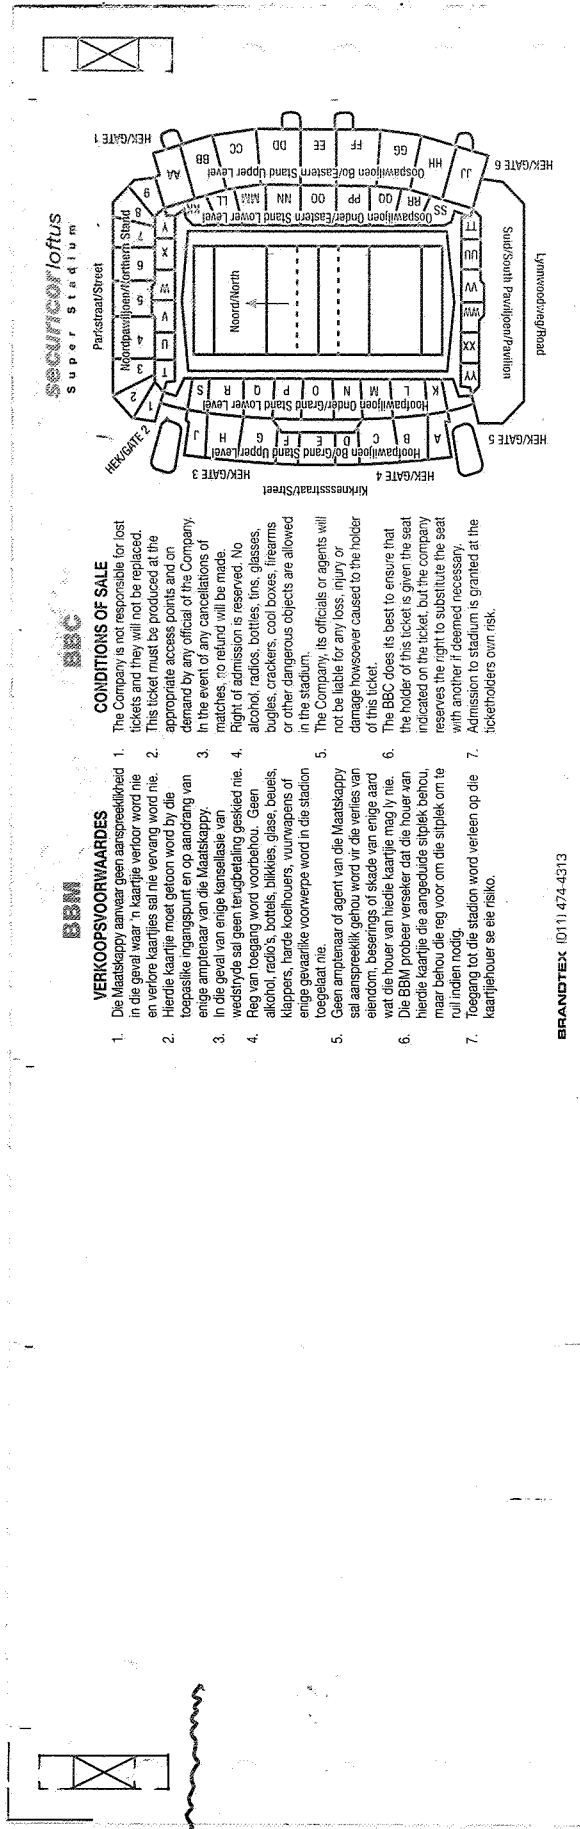 BBM
VERKOOPSVOORWAARDES
1. Die Maatskappy aanvaar geen aanspreeklikheid
in die geval waar 'n kaartjie verloor word nie
en verlore kaartjies sal nie vervang word nie.
2. Hierdie kaartjie moet getoon word by die
toepaslike ingangspunt en op aandrang van
enige amptenaar van die Maatskappy.
3. In die geval van enige kansellasie van
wedstryde sal geen terugbetaling geskied nie.
4. Reg van toegang word voorbehou. Geen
alkohol, radio's, bottels, blikkies, glase, beuels,
klappers, harde koelhouers, vuurwapens of
enige gevaarlike voorwerpe word in die stadion
toegelaat nie.
5. Geen amptenaar of agent van die Maatskappy
sal aanspreeklik gehou word vir die verlies van
eiendom, beserings of skade van enige aard
wat die houer van hiedie kaartjie mag ly nie.
6. Die BBM probeer verseker dat die houer van
hierdie kaartjie die aangeduide sitplek behou,
maar behou die reg voor om die sitplek om te
ruil indien nodig.
7. Toegang tot die stadion word verleen op die
kaartjiehouer se eie risiko.
BBC
CONDITIONS OF SALE
1. The Company is not responsible for lost
tickets and they will not be replaced.
2. This ticket must be produced at the
appropriate access points and on
demand by any official of the Company.
3. In the event of any cancellations of
matches, no refund will be made.
4. Right of admission is reserved. No
alcohol, radios, bottles, tins, glasses,
bugles, crackers, cool boxes, firearms
or other dangerous objects are allowed
in the stadium.
5. The Company, its officials or agents will
not be liable for any loss, injury or
damage howsoever caused to the holder
of this ticket.
6. The BBC does its best to ensure that
the holder of this ticket is given the seat
indicated on the ticket, but the company
reserves the right to substitute the seat
with another if deemed necessary.
7. Admission to stadium is granted at the
ticketholders own risk.
securicor loftus
Super Stadium
Parkstraat/Street
HEK/GATE 1
HEK/GATE 2
Noordpawiljoen/Northern Stand
1 2 3 4 5 6 7 8 9
T U V W X Y
AA BB CC DD EE FF GG HH JJ
Oospawiljoen Bo/Eastern Stand Upper Level
KK LL MM NN OO PP QQ RR SS
Oospawiljoen Onder/Eastern Stand Lower Level
Noord/North
S R Q P O N M L K
Hoofpawiljoen Onder/Grand Stand Lower Level
J H G F E D C B A
Hoofpawiljoen Bo/Grand Stand Upper Level
YY XX WW VV UU TT
Suid/South Pawiljoen/Pavilion
HEK/GATE 3
HEK/GATE 4
HEK/GATE 5
HEK/GATE 6
Kirknessstraat/Street
Lynnwoodweg/Road
BRANDTEX (011) 474-4313